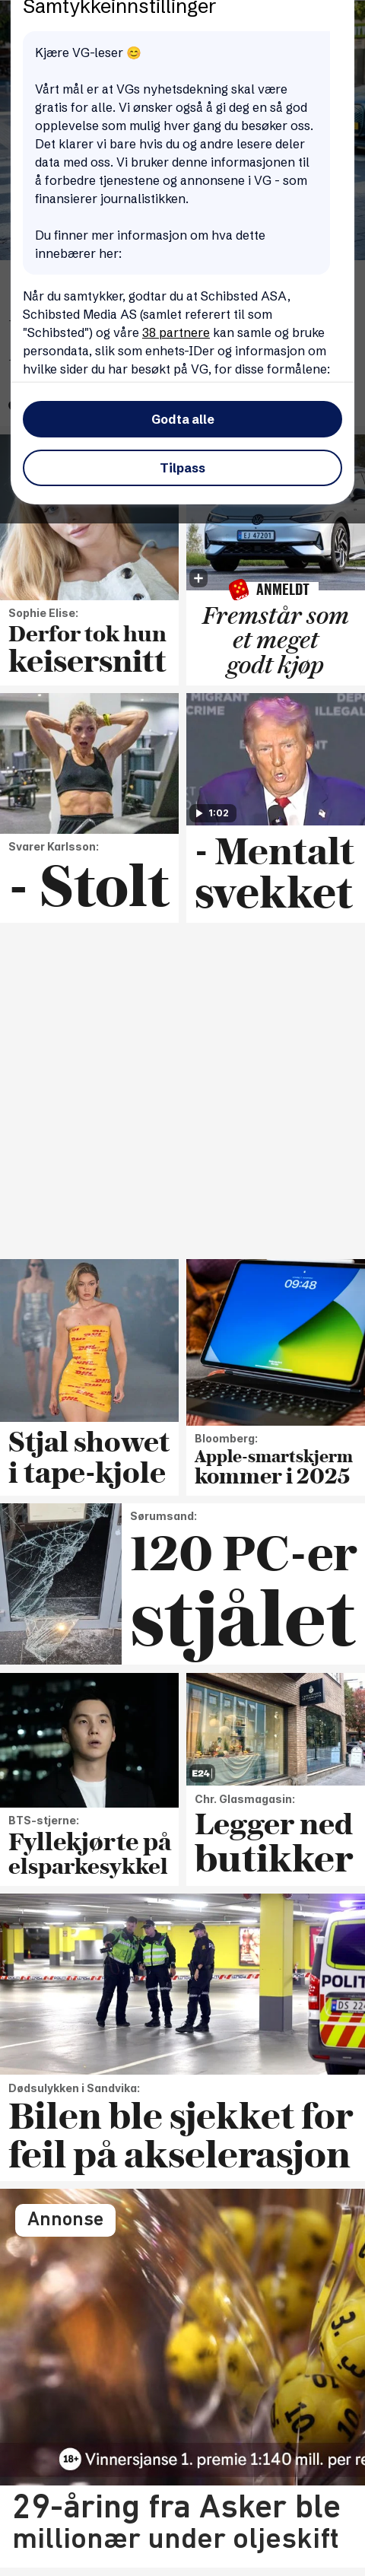 Samtykkeinnstillinger
Kjære VG-leser 😊
Vårt mål er at VGs nyhetsdekning skal være
gratis for alle. Vi ønsker også å gi deg en så god
opplevelse som mulig hver gang du besøker oss.
Det klarer vi bare hvis du og andre lesere deler
data med oss. Vi bruker denne informasjonen til
å forbedre tjenestene og annonsene i VG - som
finansierer journalistikken.
Du finner mer informasjon om hva dette
innebærer her:
Når du samtykker, godtar du at Schibsted ASA,
Schibsted Media AS (samlet referert til som
"Schibsted") og våre 38 partnere kan samle og bruke
persondata, slik som enhets-IDer og informasjon om
hvilke sider du har besøkt på VG, for disse formålene:
Godta alle
Tilpass
EJ 47201
Sophie Elise:
Derfor tok hun
keisersnitt
ANMELDT
Fremstår som
et meget
godt kjøp
MIGRANT
CRIME
ILLEGAL
1:02
Svarer Karlsson:
- Stolt
- Mentalt
svekket
09:48
Stjal showet
i tape-kjole
Bloomberg:
Apple-smartskjerm
kommer i 2025
Sørumsand:
120 PC-er
stjålet
E24
BTS-stjerne:
Fyllekjørte på
elsparkesykkel
Chr. Glasmagasin:
Legger ned
butikker
POLIT
DS 224
Dødsulykken i Sandvika:
Bilen ble sjekket for
feil på akselerasjon
Annonse
3.
10
10
18+ Vinnersjanse 1. premie 1:140 mill. per re
29-åring fra Asker ble
millionær under oljeskift